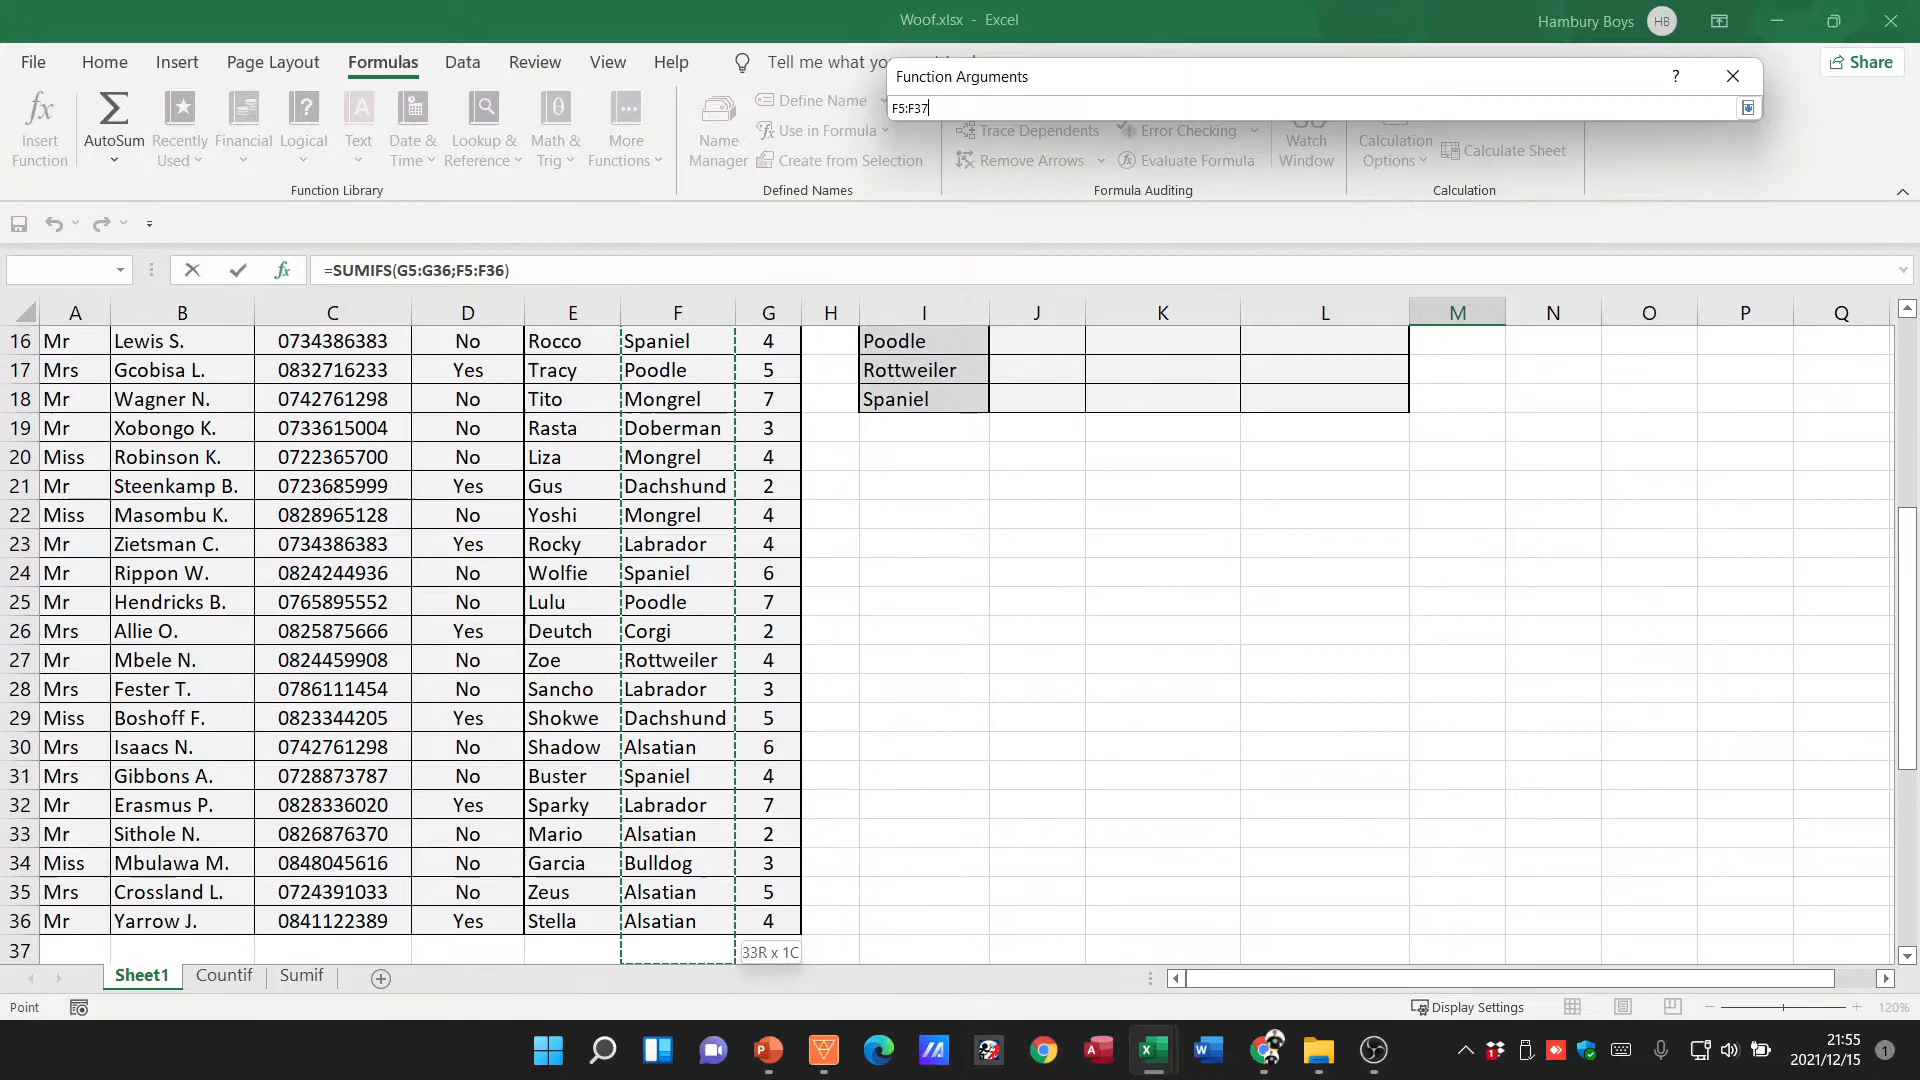 Woof.xlsx - Excel
Hambury Boys HB
File Home Insert Page Layout Formulas Data Review View Help Tell me what you
Share
Function Arguments
?
F5:F37
Insert Function
AutoSum
Recently Used
Financial
Logical
Text
Date & Time
Lookup & Reference
Math & Trig
More Functions
Function Library
Name Manager
Define Name
Use in Formula
Create from Selection
Defined Names
Trace Dependents
Remove Arrows
Error Checking
Evaluate Formula
Formula Auditing
Watch Window
Calculation Options
Calculate Sheet
Calculation
fx =SUMIFS(G5:G36;F5:F36)
A B C D E F G H I J K L M N O P Q
16 Mr Lewis S. 0734386383 No Rocco Spaniel 4 Poodle
17 Mrs Gcobisa L. 0832716233 Yes Tracy Poodle 5 Rottweiler
18 Mr Wagner N. 0742761298 No Tito Mongrel 7 Spaniel
19 Mr Xobongo K. 0733615004 No Rasta Doberman 3
20 Miss Robinson K. 0722365700 No Liza Mongrel 4
21 Mr Steenkamp B. 0723685999 Yes Gus Dachshund 2
22 Miss Masombu K. 0828965128 No Yoshi Mongrel 4
23 Mr Zietsman C. 0734386383 Yes Rocky Labrador 4
24 Mr Rippon W. 0824244936 No Wolfie Spaniel 6
25 Mr Hendricks B. 0765895552 No Lulu Poodle 7
26 Mrs Allie O. 0825875666 Yes Deutch Corgi 2
27 Mr Mbele N. 0824459908 No Zoe Rottweiler 4
28 Mrs Fester T. 0786111454 No Sancho Labrador 3
29 Miss Boshoff F. 0823344205 Yes Shokwe Dachshund 5
30 Mrs Isaacs N. 0742761298 No Shadow Alsatian 6
31 Mrs Gibbons A. 0728873787 No Buster Spaniel 4
32 Mr Erasmus P. 0828336020 Yes Sparky Labrador 7
33 Mr Sithole N. 0826876370 No Mario Alsatian 2
34 Miss Mbulawa M. 0848045616 No Garcia Bulldog 3
35 Mrs Crossland L. 0724391033 No Zeus Alsatian 5
36 Mr Yarrow J. 0841122389 Yes Stella Alsatian 4
37 33R x 1C
Sheet1 Countif Sumif
Point
Display Settings
120%
21:55
2021/12/15
1